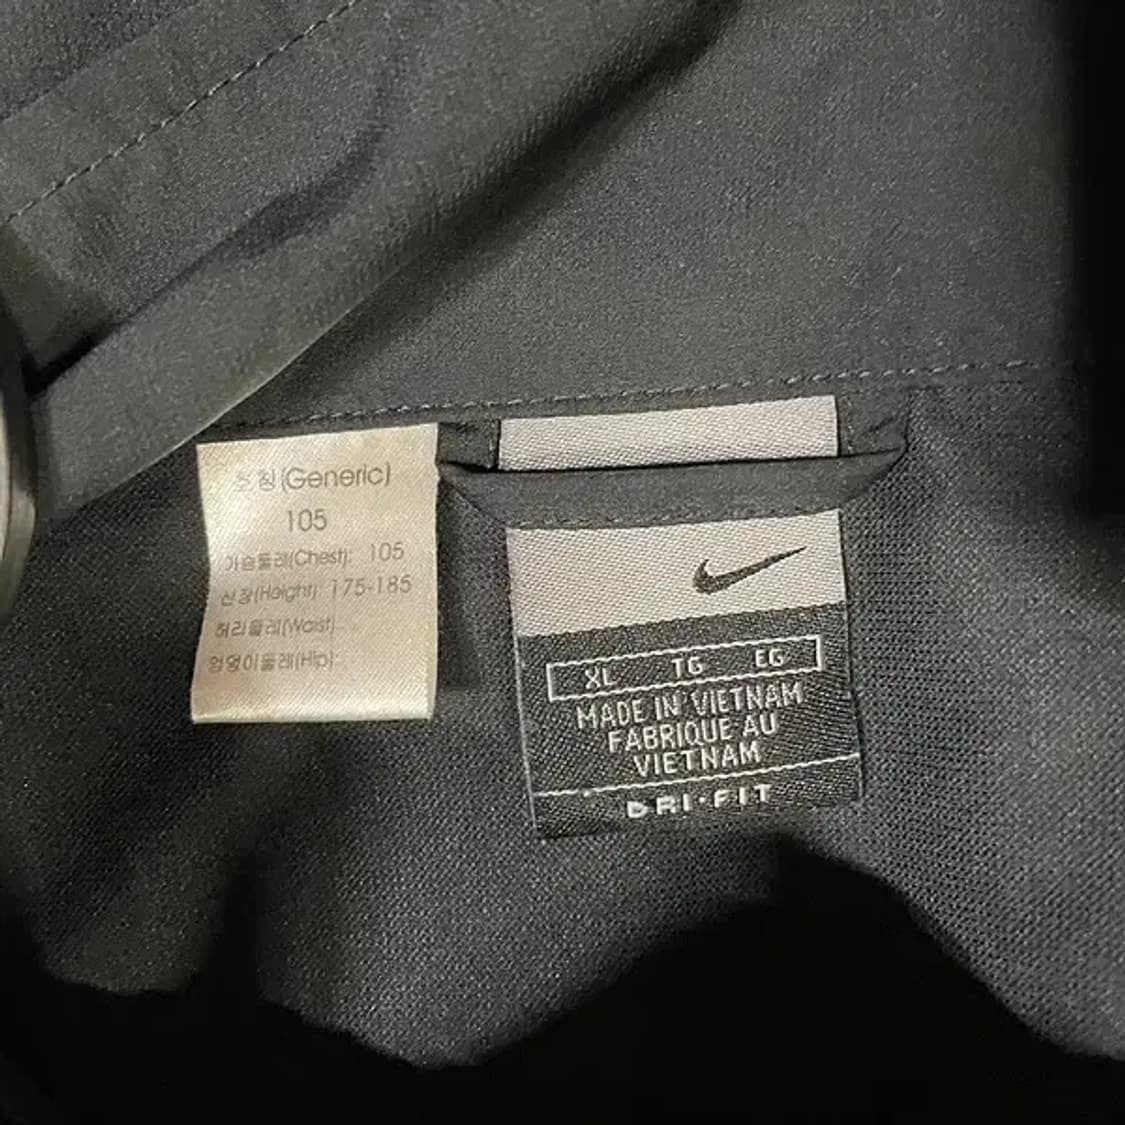 호칭(Generic)
105
가슴둘레(Chest): 105
신장(Height): 175-185
허리둘레(Waist):
엉덩이둘레(Hip):
XL TG EG
MADE IN VIETNAM
FABRIQUE AU
VIETNAM
DRI-FIT